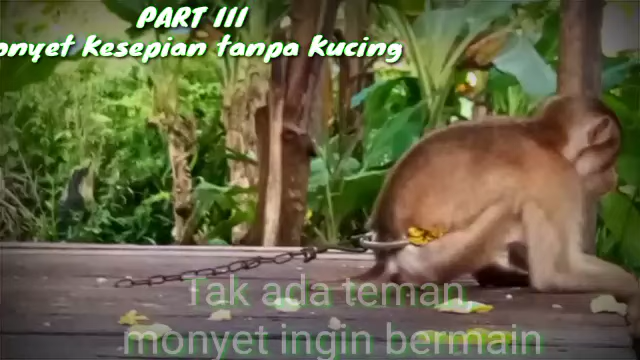 PART III
onyet Kesepian tanpa Kucing
Tak ada teman,
monyet ingin bermain